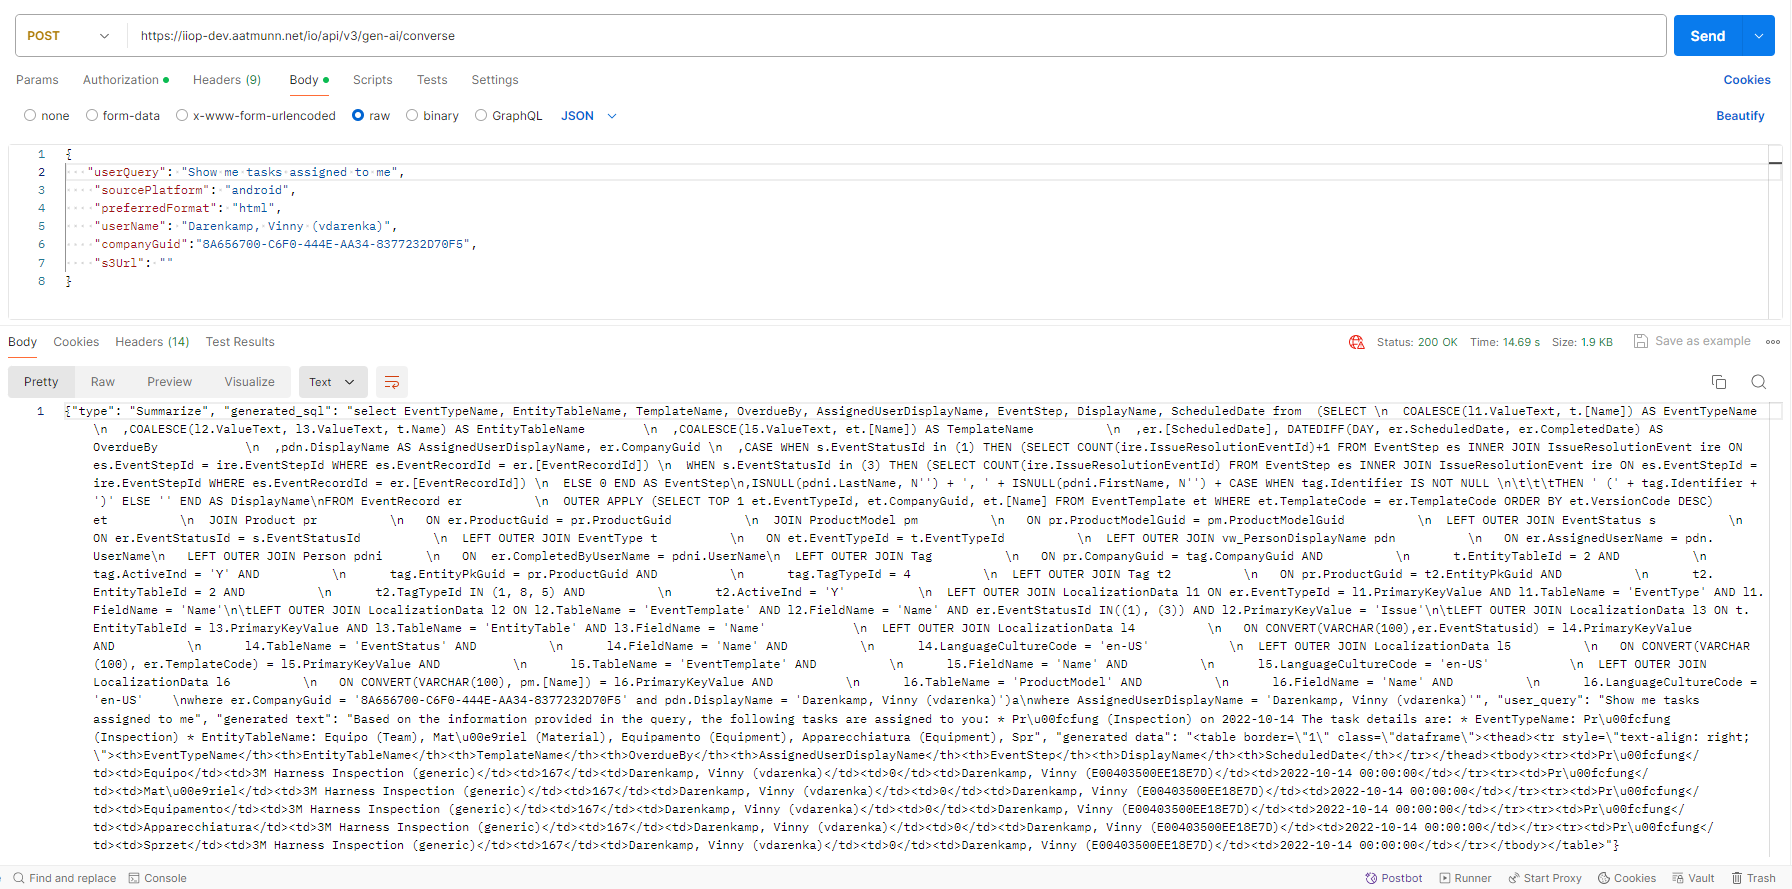 POST https://iiop-dev.aatmunn.net/io/api/v3/gen-ai/converse Send
Params Authorization Headers (9) Body Scripts Tests Settings Cookies
none form-data x-www-form-urlencoded raw binary GraphQL JSON Beautify
1 {
2 "userQuery": "Show me tasks assigned to me",
3 "sourcePlatform": "android",
4 "preferredFormat": "html",
5 "userName": "Darenkamp, Vinny (vdarenka)",
6 "companyGuid":"8A656700-C6F0-444E-AA34-8377232D70F5",
7 "s3Url": ""
8 }
Body Cookies Headers (14) Test Results Status: 200 OK Time: 14.69 s Size: 1.9 KB Save as example
Pretty Raw Preview Visualize Text
1 {"type": "Summarize", "generated_sql": "select EventTypeName, EntityTableName, TemplateName, OverdueBy, AssignedUserDisplayName, EventStep, DisplayName, ScheduledDate from (SELECT \n COALESCE(l1.ValueText, t.[Name]) AS EventTypeName
\n ,COALESCE(l2.ValueText, l3.ValueText, t.Name) AS EntityTableName \n ,COALESCE(l5.ValueText, et.[Name]) AS TemplateName \n ,er.[ScheduledDate], DATEDIFF(DAY, er.ScheduledDate, er.CompletedDate) AS
OverdueBy \n ,pdn.DisplayName AS AssignedUserDisplayName, er.CompanyGuid \n ,CASE WHEN s.EventStatusId in (1) THEN (SELECT COUNT(ire.IssueResolutionEventId)+1 FROM EventStep es INNER JOIN IssueResolutionEvent ire ON
es.EventStepId = ire.EventStepId WHERE es.EventRecordId = er.[EventRecordId]) \n WHEN s.EventStatusId in (3) THEN (SELECT COUNT(ire.IssueResolutionEventId) FROM EventStep es INNER JOIN IssueResolutionEvent ire ON es.EventStepId =
ire.EventStepId WHERE es.EventRecordId = er.[EventRecordId]) \n ELSE 0 END AS EventStep\n,ISNULL(pdni.LastName, N'') + ', ' + ISNULL(pdni.FirstName, N'') + CASE WHEN tag.Identifier IS NOT NULL \n\t\t\tTHEN ' (' + tag.Identifier +
')' ELSE '' END AS DisplayName\nFROM EventRecord er \n OUTER APPLY (SELECT TOP 1 et.EventTypeId, et.CompanyGuid, et.[Name] FROM EventTemplate et WHERE et.TemplateCode = er.TemplateCode ORDER BY et.VersionCode DESC)
et \n JOIN Product pr \n ON er.ProductGuid = pr.ProductGuid \n JOIN ProductModel pm \n ON pr.ProductModelGuid = pm.ProductModelGuid \n LEFT OUTER JOIN EventStatus s \n
ON er.EventStatusId = s.EventStatusId \n LEFT OUTER JOIN EventType t \n ON et.EventTypeId = t.EventTypeId \n LEFT OUTER JOIN vw_PersonDisplayName pdn \n ON er.AssignedUserName = pdn.
UserName\n LEFT OUTER JOIN Person pdni \n ON er.CompletedByUserName = pdni.UserName\n LEFT OUTER JOIN Tag \n ON pr.CompanyGuid = tag.CompanyGuid AND \n t.EntityTableId = 2 AND \n
tag.ActiveInd = 'Y' AND \n tag.EntityPkGuid = pr.ProductGuid AND \n tag.TagTypeId = 4 \n LEFT OUTER JOIN Tag t2 \n ON pr.ProductGuid = t2.EntityPkGuid AND \n t2.
EntityTableId = 2 AND \n t2.TagTypeId IN (1, 8, 5) AND \n t2.ActiveInd = 'Y' \n LEFT OUTER JOIN LocalizationData l1 ON er.EventTypeId = l1.PrimaryKeyValue AND l1.TableName = 'EventType' AND l1.
FieldName = 'Name'\n\tLEFT OUTER JOIN LocalizationData l2 ON l2.TableName = 'EventTemplate' AND l2.FieldName = 'Name' AND er.EventStatusId IN((1), (3)) AND l2.PrimaryKeyValue = 'Issue'\n\tLEFT OUTER JOIN LocalizationData l3 ON t.
EntityTableId = l3.PrimaryKeyValue AND l3.TableName = 'EntityTable' AND l3.FieldName = 'Name' \n LEFT OUTER JOIN LocalizationData l4 \n ON CONVERT(VARCHAR(100),er.EventStatusid) = l4.PrimaryKeyValue
AND \n l4.TableName = 'EventStatus' AND \n l4.FieldName = 'Name' AND \n l4.LanguageCultureCode = 'en-US' \n LEFT OUTER JOIN LocalizationData l5 \n ON CONVERT(VARCHAR
(100), er.TemplateCode) = l5.PrimaryKeyValue AND \n l5.TableName = 'EventTemplate' AND \n l5.FieldName = 'Name' AND \n l5.LanguageCultureCode = 'en-US' \n LEFT OUTER JOIN
LocalizationData l6 \n ON CONVERT(VARCHAR(100), pm.[Name]) = l6.PrimaryKeyValue AND \n l6.TableName = 'ProductModel' AND \n l6.FieldName = 'Name' AND \n l6.LanguageCultureCode =
'en-US' \nwhere er.CompanyGuid = '8A656700-C6F0-444E-AA34-8377232D70F5' and pdn.DisplayName = 'Darenkamp, Vinny (vdarenka)')a\nwhere AssignedUserDisplayName = 'Darenkamp, Vinny (vdarenka)'", "user_query": "Show me tasks
assigned to me", "generated text": "Based on the information provided in the query, the following tasks are assigned to you: * Pr\u00fcfung (Inspection) on 2022-10-14 The task details are: * EventTypeName: Pr\u00fcfung
(Inspection) * EntityTableName: Equipo (Team), Mat\u00e9riel (Material), Equipamento (Equipment), Apparecchiatura (Equipment), Spr", "generated data": "<table border=\"1\" class=\"dataframe\"><thead><tr style=\"text-align: right;
\"><th>EventTypeName</th><th>EntityTableName</th><th>TemplateName</th><th>OverdueBy</th><th>AssignedUserDisplayName</th><th>EventStep</th><th>DisplayName</th><th>ScheduledDate</th></tr></thead><tbody><tr><td>Pr\u00fcfung</
td><td>Equipo</td><td>3M Harness Inspection (generic)</td><td>167</td><td>Darenkamp, Vinny (vdarenka)</td><td>0</td><td>Darenkamp, Vinny (E00403500EE18E7D)</td><td>2022-10-14 00:00:00</td></tr><tr><td>Pr\u00fcfung</
td><td>Mat\u00e9riel</td><td>3M Harness Inspection (generic)</td><td>167</td><td>Darenkamp, Vinny (vdarenka)</td><td>0</td><td>Darenkamp, Vinny (E00403500EE18E7D)</td><td>2022-10-14 00:00:00</td></tr><tr><td>Pr\u00fcfung</
td><td>Equipamento</td><td>3M Harness Inspection (generic)</td><td>167</td><td>Darenkamp, Vinny (vdarenka)</td><td>0</td><td>Darenkamp, Vinny (E00403500EE18E7D)</td><td>2022-10-14 00:00:00</td></tr><tr><td>Pr\u00fcfung</
td><td>Apparecchiatura</td><td>3M Harness Inspection (generic)</td><td>167</td><td>Darenkamp, Vinny (vdarenka)</td><td>0</td><td>Darenkamp, Vinny (E00403500EE18E7D)</td><td>2022-10-14 00:00:00</td></tr><tr><td>Pr\u00fcfung</
td><td>Sprzet</td><td>3M Harness Inspection (generic)</td><td>167</td><td>Darenkamp, Vinny (vdarenka)</td><td>0</td><td>Darenkamp, Vinny (E00403500EE18E7D)</td><td>2022-10-14 00:00:00</td></tr></tbody></table>"}
Find and replace Console Postbot Runner Start Proxy Cookies Vault Trash